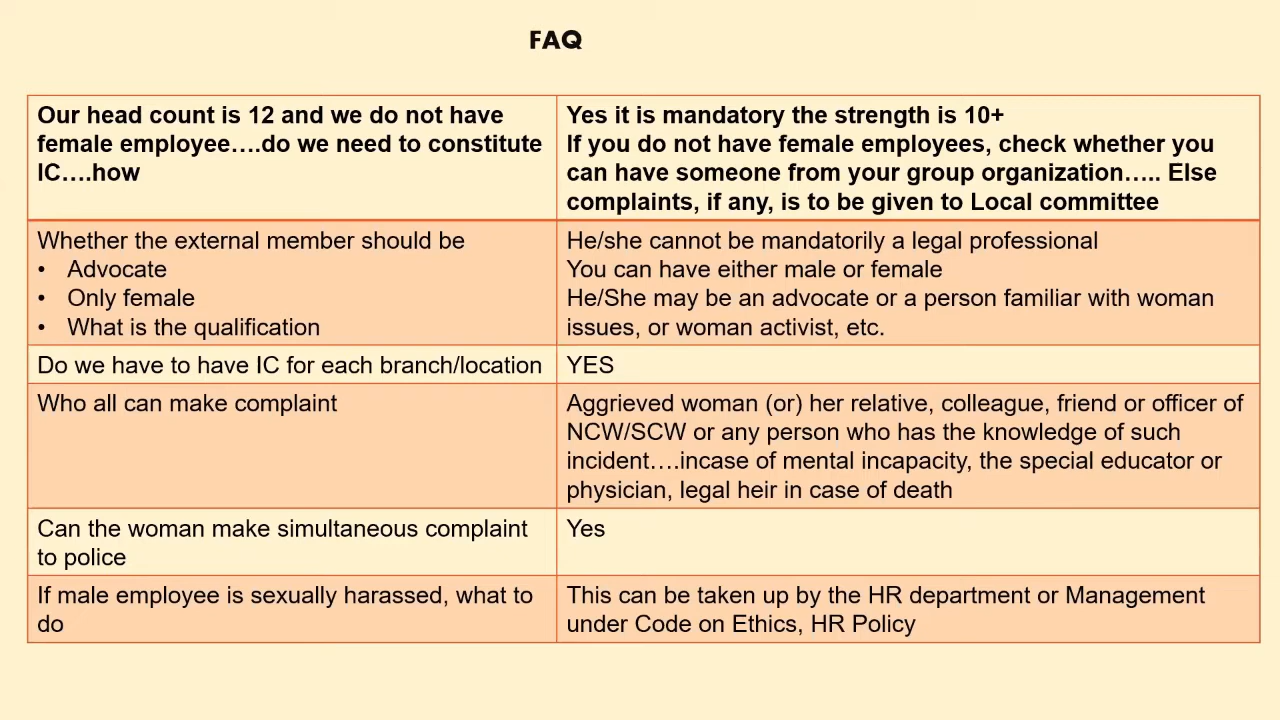 FAQ
Our head count is 12 and we do not have
female employee….do we need to constitute
IC….how
Yes it is mandatory the strength is 10+
If you do not have female employees, check whether you
can have someone from your group organization….. Else
complaints, if any, is to be given to Local committee
Whether the external member should be
• Advocate
• Only female
• What is the qualification
He/she cannot be mandatorily a legal professional
You can have either male or female
He/She may be an advocate or a person familiar with woman
issues, or woman activist, etc.
Do we have to have IC for each branch/location
YES
Who all can make complaint
Aggrieved woman (or) her relative, colleague, friend or officer of
NCW/SCW or any person who has the knowledge of such
incident….incase of mental incapacity, the special educator or
physician, legal heir in case of death
Can the woman make simultaneous complaint
to police
Yes
If male employee is sexually harassed, what to
do
This can be taken up by the HR department or Management
under Code on Ethics, HR Policy